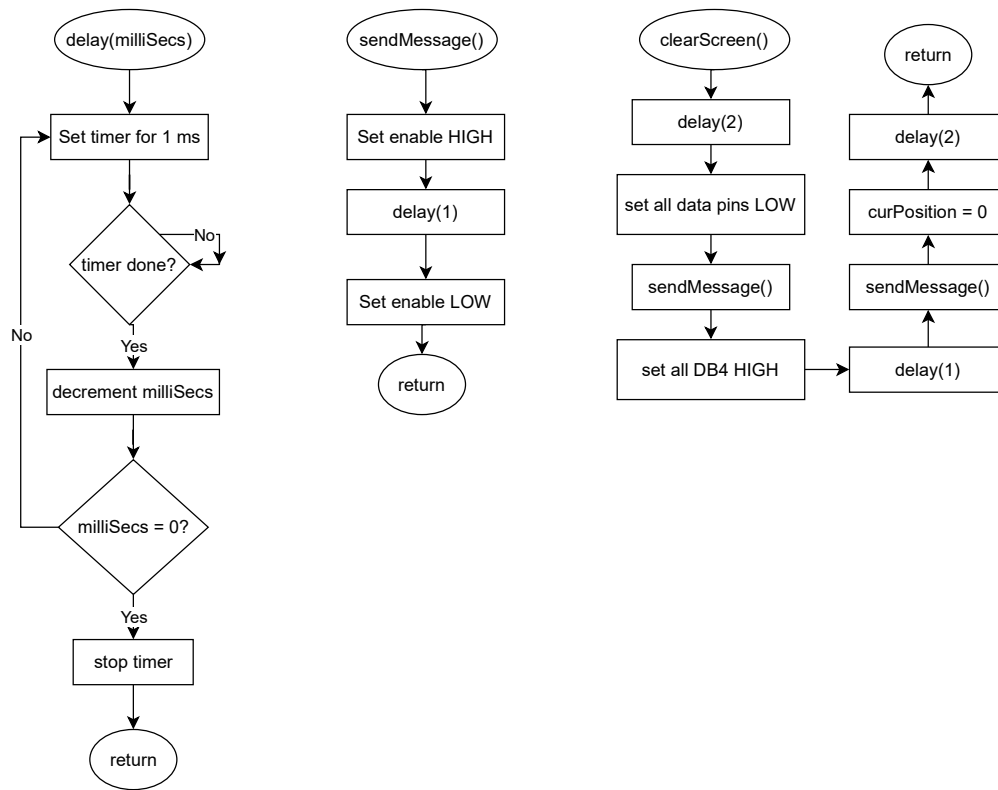 delay(milliSecs)
Set timer for 1 ms
timer done?
No
Yes
decrement milliSecs
milliSecs = 0?
No
Yes
stop timer
return
sendMessage()
Set enable HIGH
delay(1)
Set enable LOW
return
clearScreen()
delay(2)
set all data pins LOW
sendMessage()
set all DB4 HIGH
delay(1)
sendMessage()
curPosition = 0
delay(2)
return